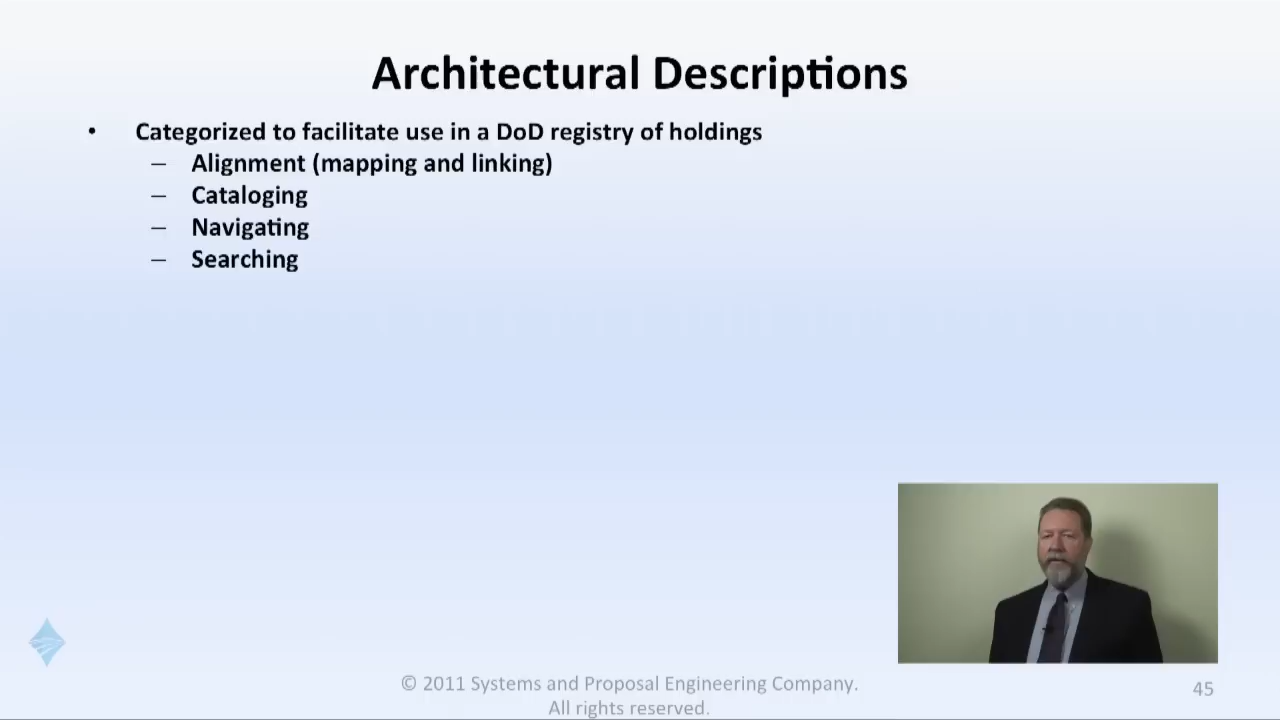 Architectural Descriptions
• Categorized to facilitate use in a DoD registry of holdings
– Alignment (mapping and linking)
– Cataloging
– Navigating
– Searching
© 2011 Systems and Proposal Engineering Company.
All rights reserved.
45